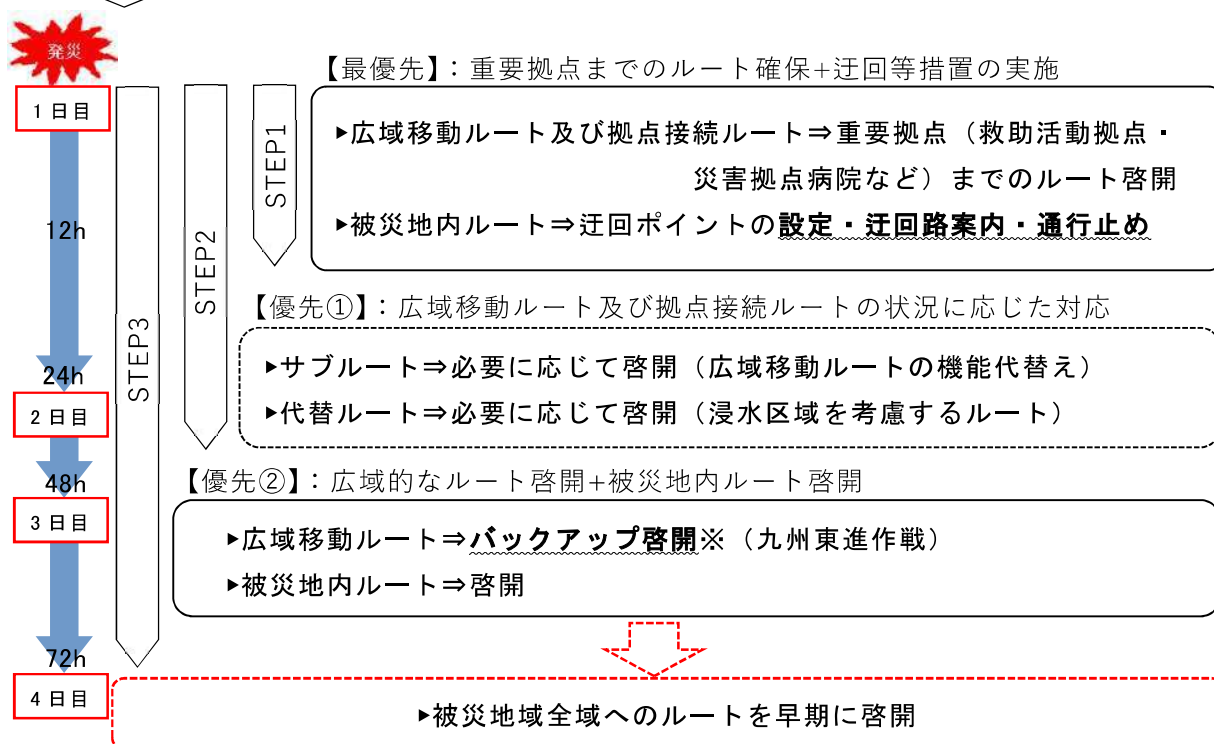 発災
1日目
12h
24h
2日目
48h
3日目
72h
4日目
STEP3
STEP2
STEP1
【最優先】：重要拠点までのルート確保+迂回等措置の実施
▶広域移動ルート及び拠点接続ルート⇒重要拠点（救助活動拠点・
災害拠点病院など）までのルート啓開
▶被災地内ルート⇒迂回ポイントの設定・迂回路案内・通行止め
【優先①】：広域移動ルート及び拠点接続ルートの状況に応じた対応
▶サブルート⇒必要に応じて啓開（広域移動ルートの機能代替え）
▶代替ルート⇒必要に応じて啓開（浸水区域を考慮するルート）
【優先②】：広域的なルート啓開+被災地内ルート啓開
▶広域移動ルート⇒バックアップ啓開※（九州東進作戦）
▶被災地内ルート⇒啓開
▶被災地域全域へのルートを早期に啓開